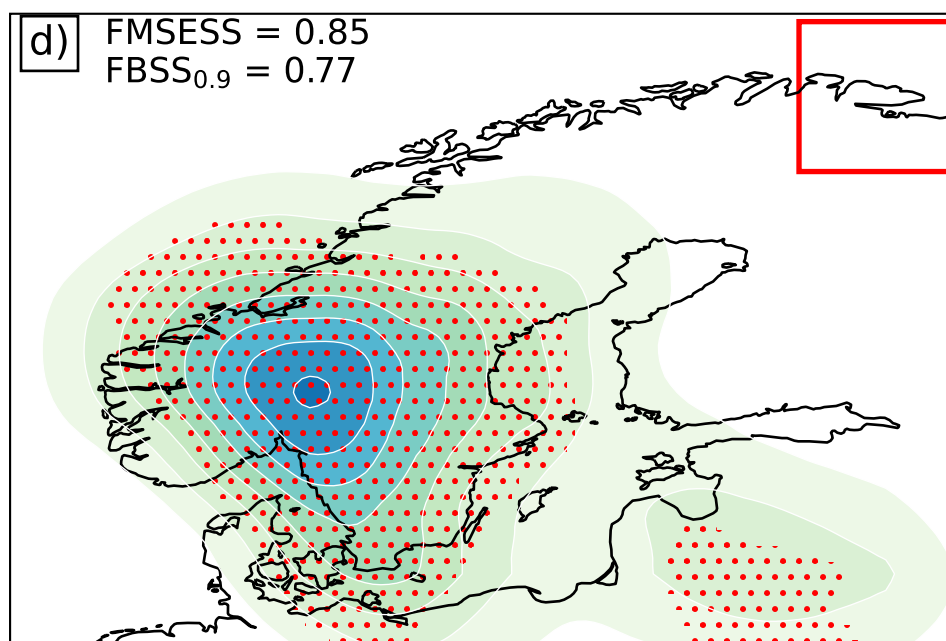 d)
FMSESS = 0.85
FBSS0.9 = 0.77